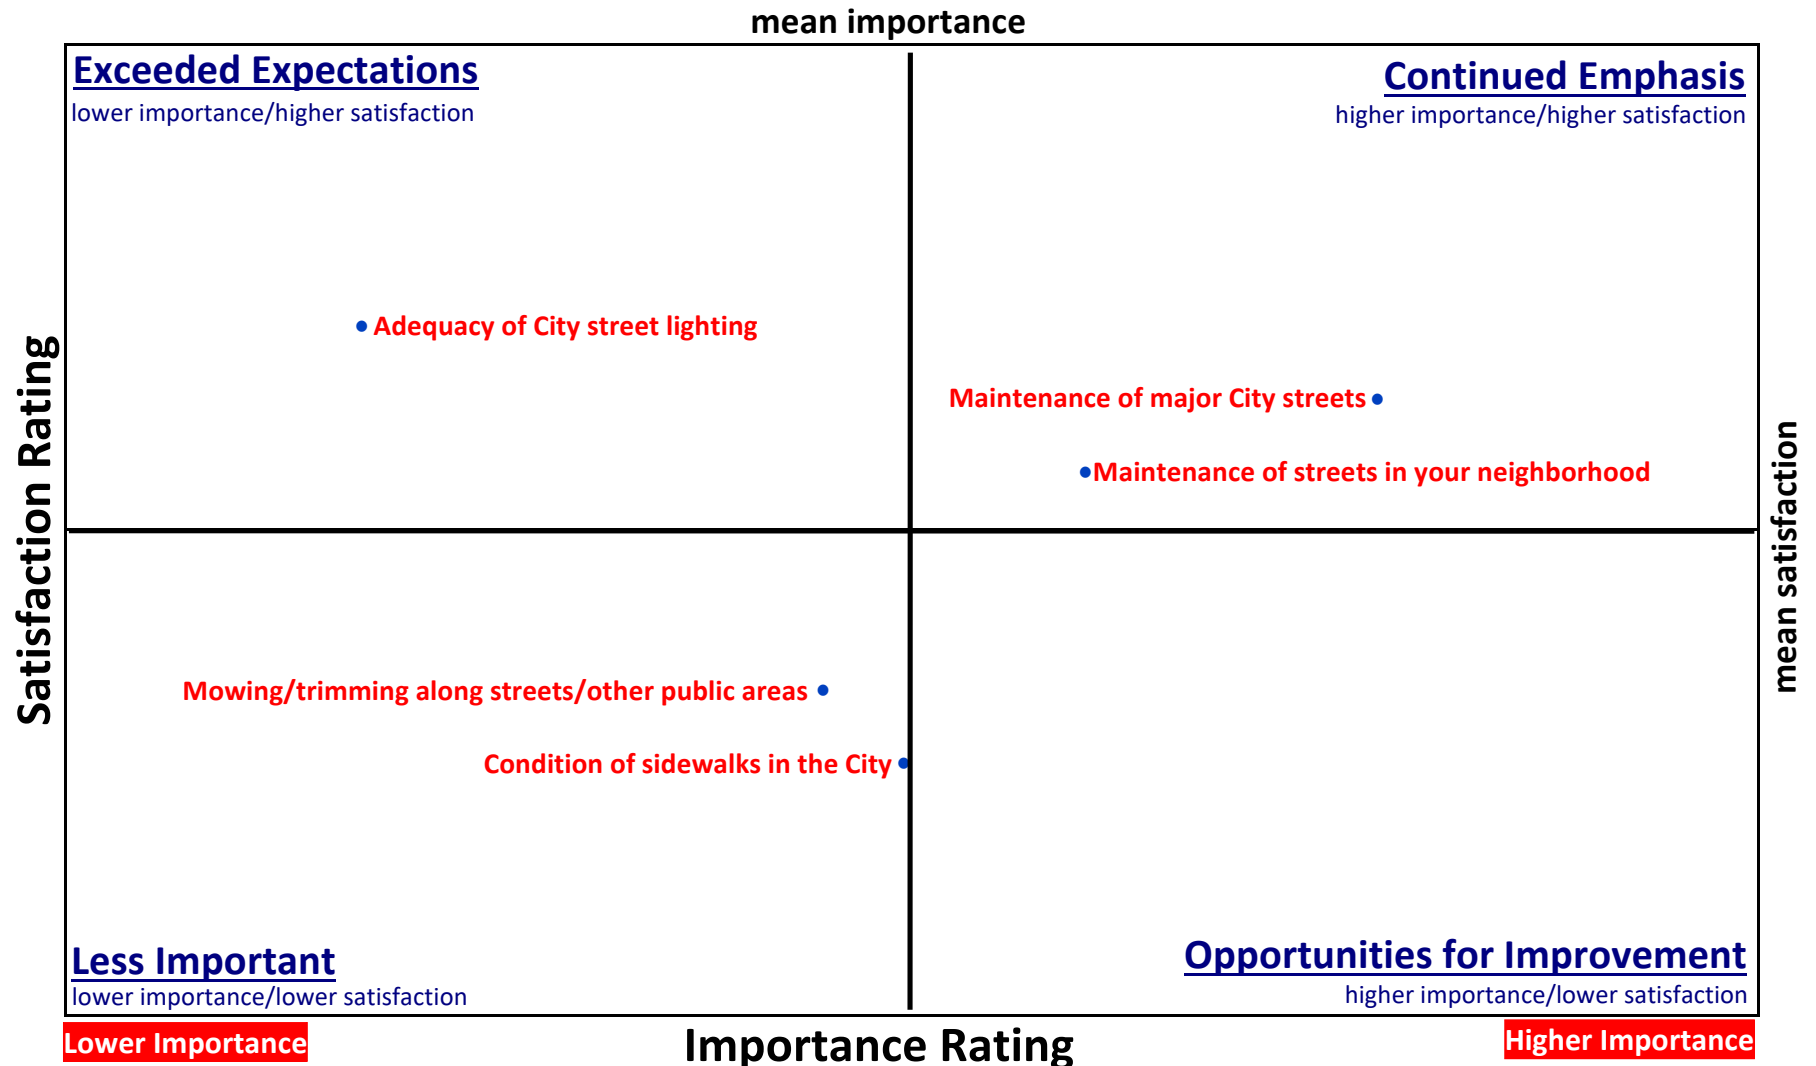 mean importance
Exceeded Expectations
lower importance/higher satisfaction
Continued Emphasis
higher importance/higher satisfaction
Adequacy of City street lighting
Maintenance of major City streets
Maintenance of streets in your neighborhood
Satisfaction Rating
mean satisfaction
Mowing/trimming along streets/other public areas
Condition of sidewalks in the City
Less Important
lower importance/lower satisfaction
Opportunities for Improvement
higher importance/lower satisfaction
Lower Importance
Importance Rating
Higher Importance